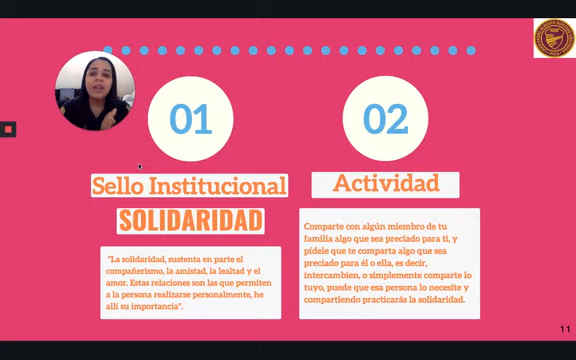 01
Sello Institucional
SOLIDARIDAD
"La solidaridad, sustenta en parte el
compañerismo, la amistad, la lealtad y el
amor. Estas relaciones son las que permiten
a la persona realizarse personalmente, he
allí su importancia".
02
Actividad
Comparte con algún miembro de tu
familia algo que sea preciado para ti, y
pídele que te comparta algo que sea
preciado para él o ella, es decir,
intercambien, o simplemente comparte lo
tuyo, puede que esa persona lo necesite y
compartiendo practicarás la solidaridad.
11